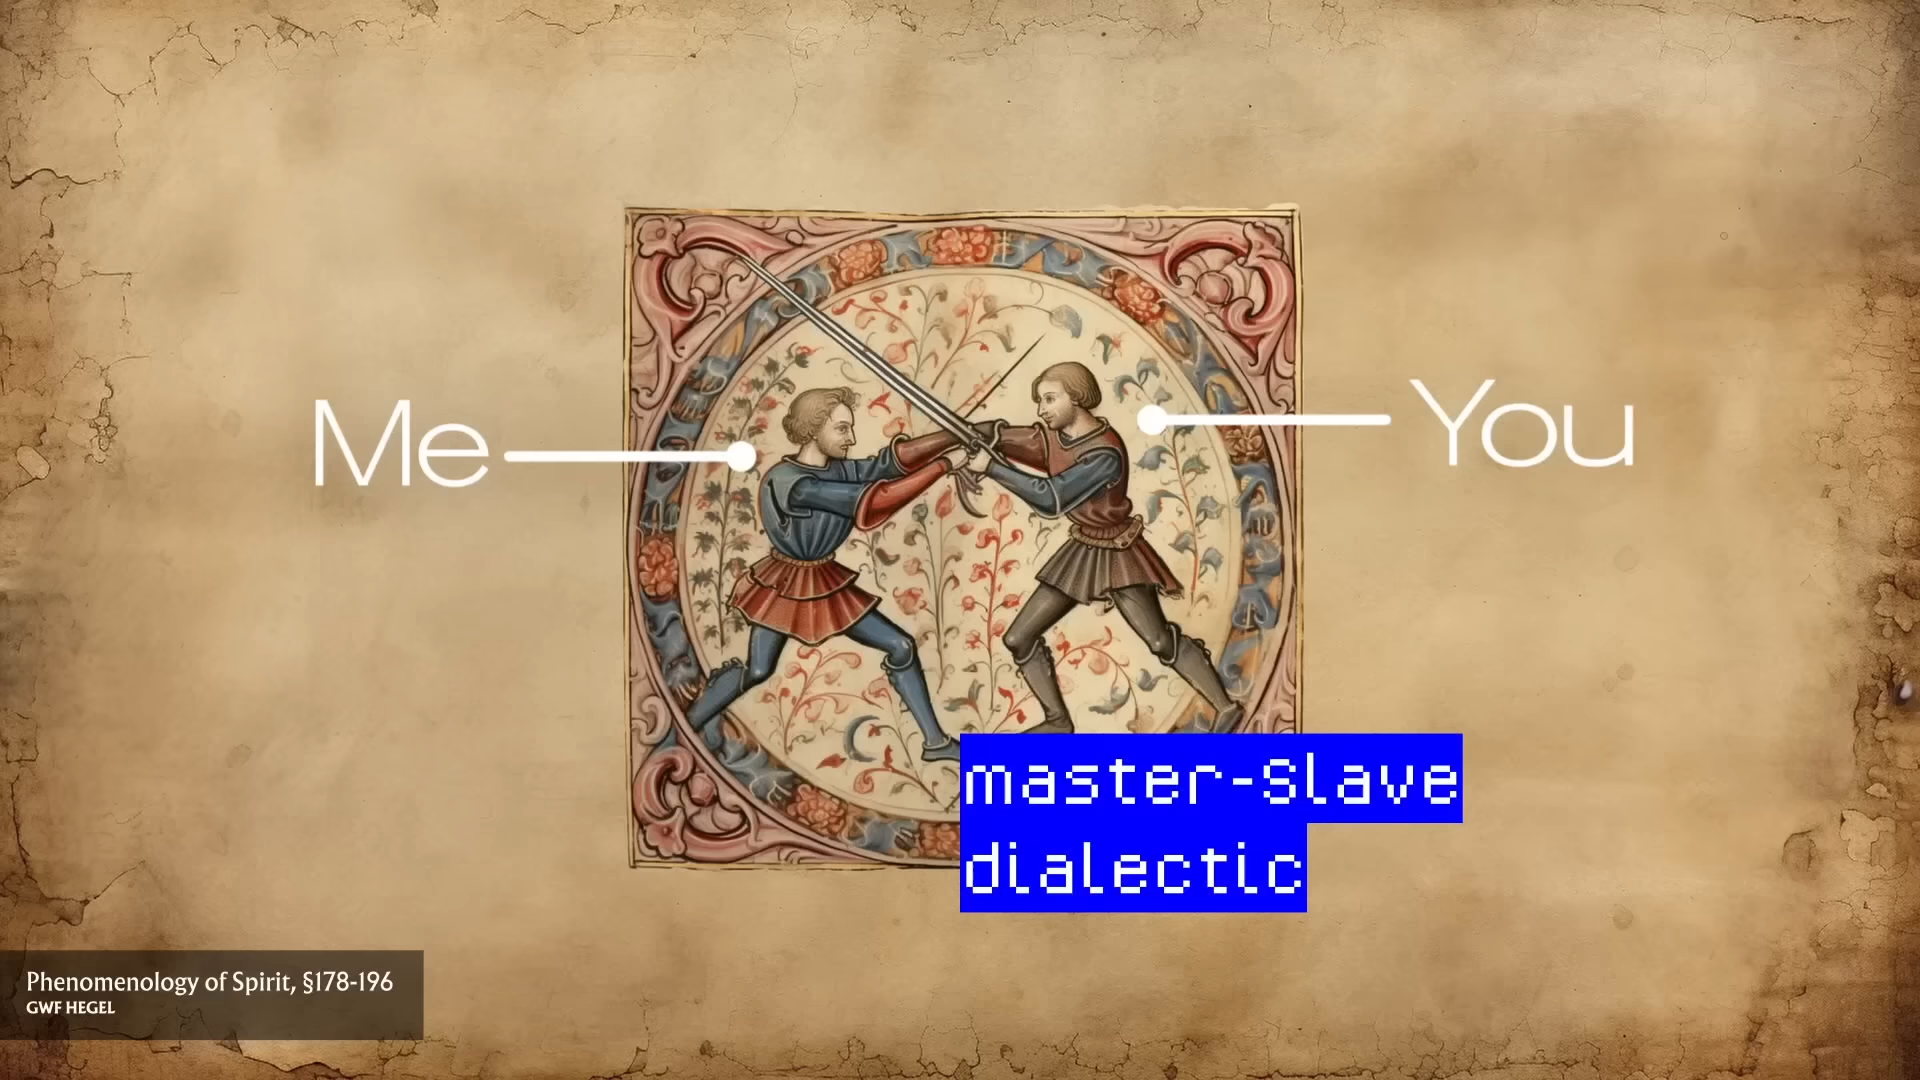 Me
You
master-Slave
dialectic
Phenomenology of Spirit, §178-196
GWF HEGEL